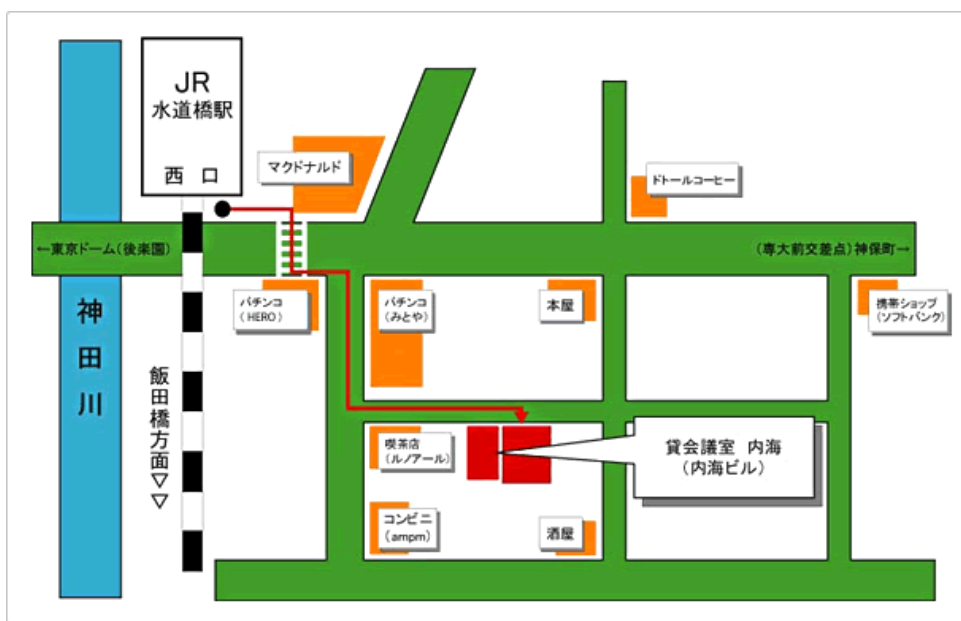 JR
水道橋駅
西 口
マクドナルド
ドトールコーヒー
←東京ドーム(後楽園)
(専大前交差点)神保町→
パチンコ
(HERO)
パチンコ
(みとや)
本屋
携帯ショップ
(ソフトバンク)
神田川
飯田橋方面▽▽
喫茶店
(ルノアール)
貸会議室 内海
(内海ビル)
コンビニ
(ampm)
酒屋